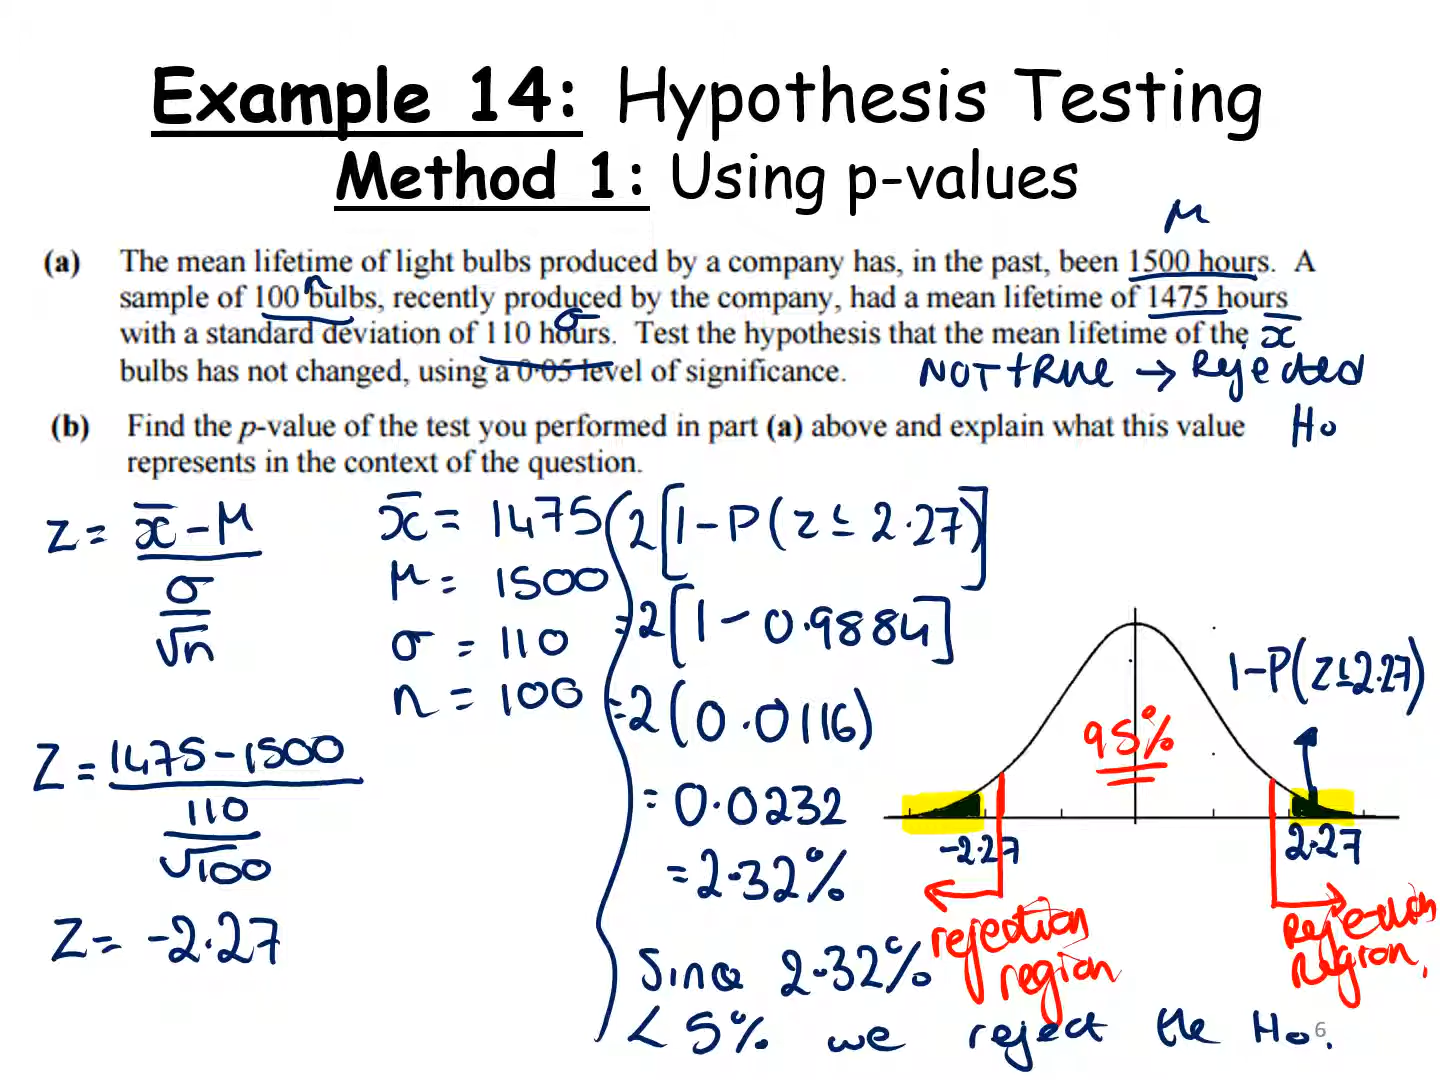 Example 14: Hypothesis Testing
Method 1: Using p-values
μ
(a) The mean lifetime of light bulbs produced by a company has, in the past, been 1500 hours. A
n
sample of 100 bulbs, recently produced by the company, had a mean lifetime of 1475 hours
σ
with a standard deviation of 110 hours. Test the hypothesis that the mean lifetime of the x̄
bulbs has not changed, using a 0·05 level of significance. NOT TRUE → Rejected
H₀
(b) Find the p-value of the test you performed in part (a) above and explain what this value
represents in the context of the question.
z = (x̄ - μ) / (σ / √n)
x̄ = 1475
μ = 1500
σ = 110
n = 100
Z = (1475 - 1500) / (110 / √100)
Z = -2.27
2[1 - P(z ≤ 2.27)]
= 2[1 - 0.9884]
= 2(0.0116)
= 0.0232
= 2.32%
Since 2.32%
< 5% we reject the H₀.
1-P(Z≤2.27)
95%
-2.27
2.27
rejection
region
Rejection
Region.
6